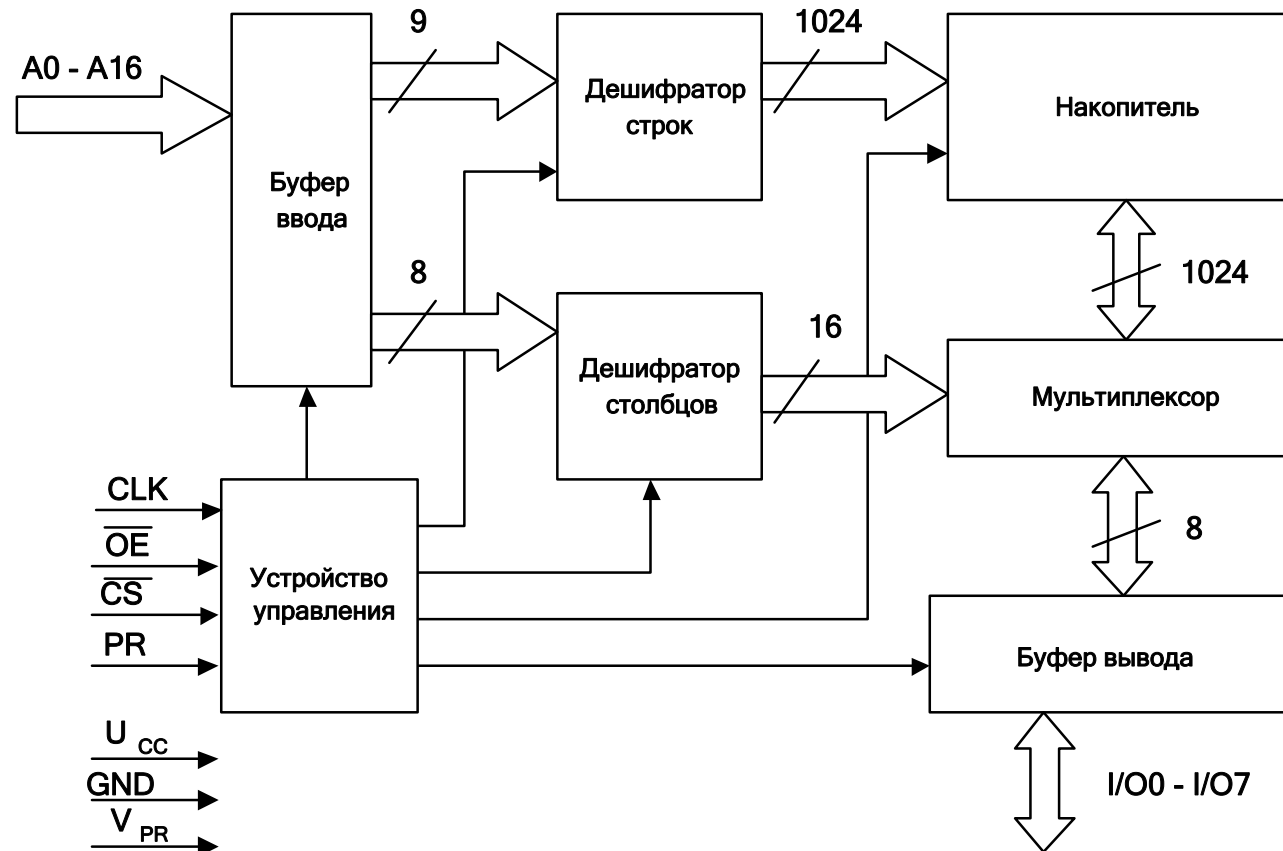 A0 - A16
9
1024
Буфер
ввода
Дешифратор
строк
Накопитель
8
16
1024
Дешифратор
столбцов
Мультиплексор
CLK
OE
CS
PR
Устройство
управления
8
Буфер вывода
U CC
GND
V PR
I/O0 - I/O7